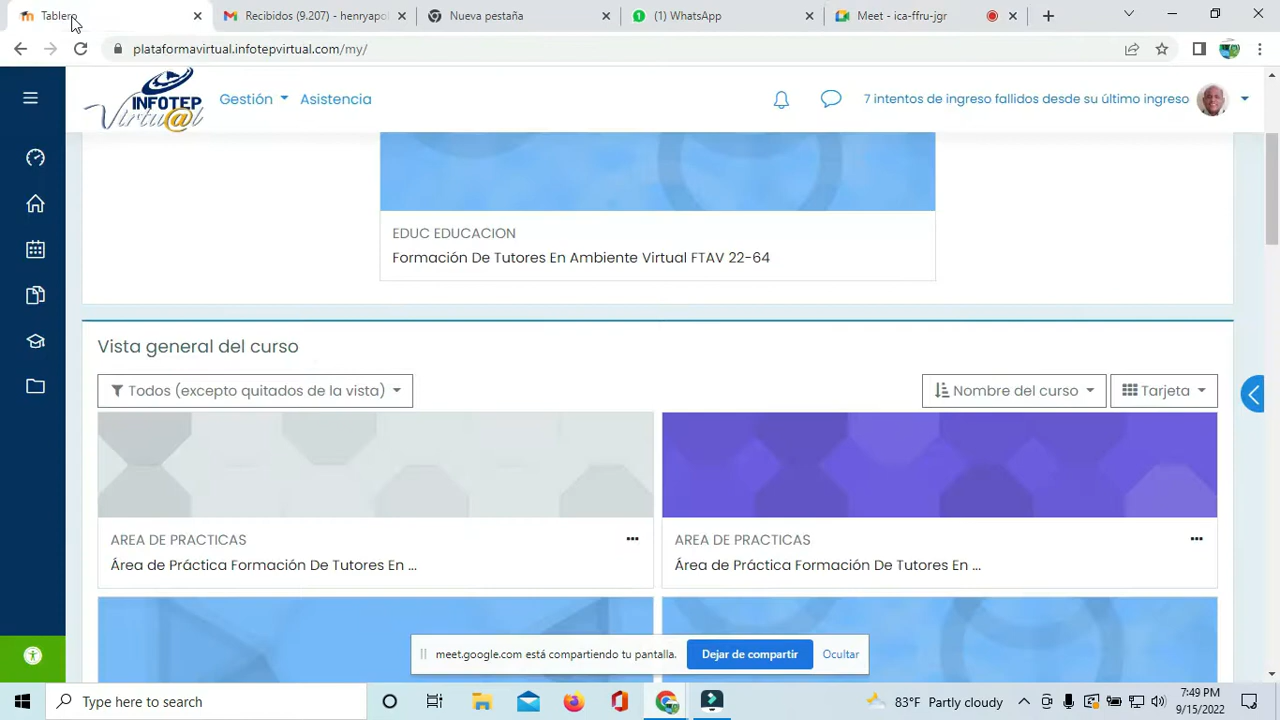 Tablero
Recibidos (9.207) - henryapd
Nueva pestaña
(1) WhatsApp
Meet - ica-ffru-jgr
plataformavirtual.infotepvirtual.com/my/
INFOTEP
Virtu@l
Gestión
Asistencia
7 intentos de ingreso fallidos desde su último ingreso
EDUC EDUCACION
Formación De Tutores En Ambiente Virtual FTAV 22-64
Vista general del curso
Todos (excepto quitados de la vista)
Nombre del curso
Tarjeta
AREA DE PRACTICAS
Área de Práctica Formación De Tutores En ...
AREA DE PRACTICAS
Área de Práctica Formación De Tutores En ...
meet.google.com está compartiendo tu pantalla.
Dejar de compartir
Ocultar
Type here to search
83°F Partly cloudy
7:49 PM
9/15/2022